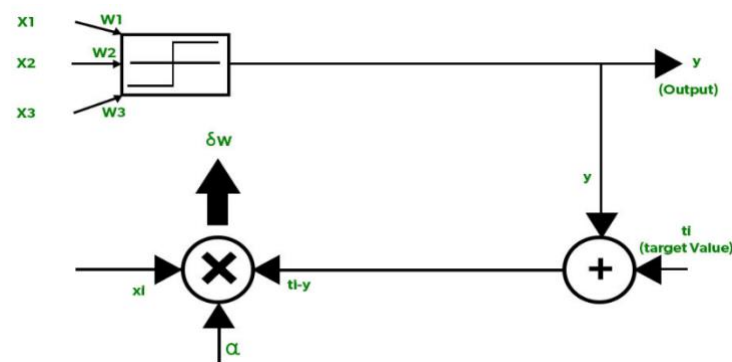 X1
W1
X2
W2
X3
W3
y
(Output)
δw
y
ti
(target Value)
xi
ti-y
α